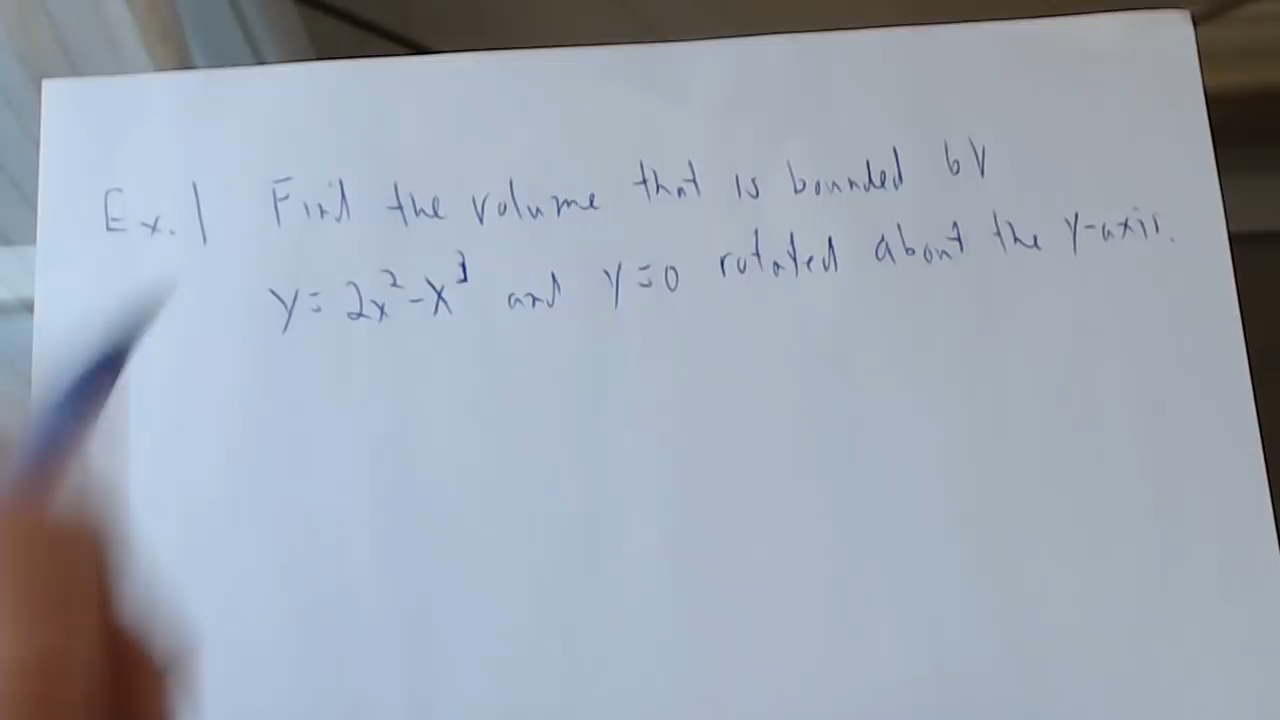 Ex. 1 Find the volume that is bounded by
y = 2x² - x³ and y = 0 rotated about the y-axis.